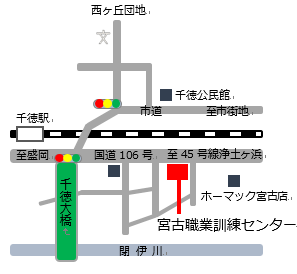 西ヶ丘団地
文
千徳公民館
市道
至市街地
千徳駅
至盛岡
国道106号
至45号線浄土ヶ浜
千徳大橋
ホーマック宮古店
宮古職業訓練センター
閉伊川